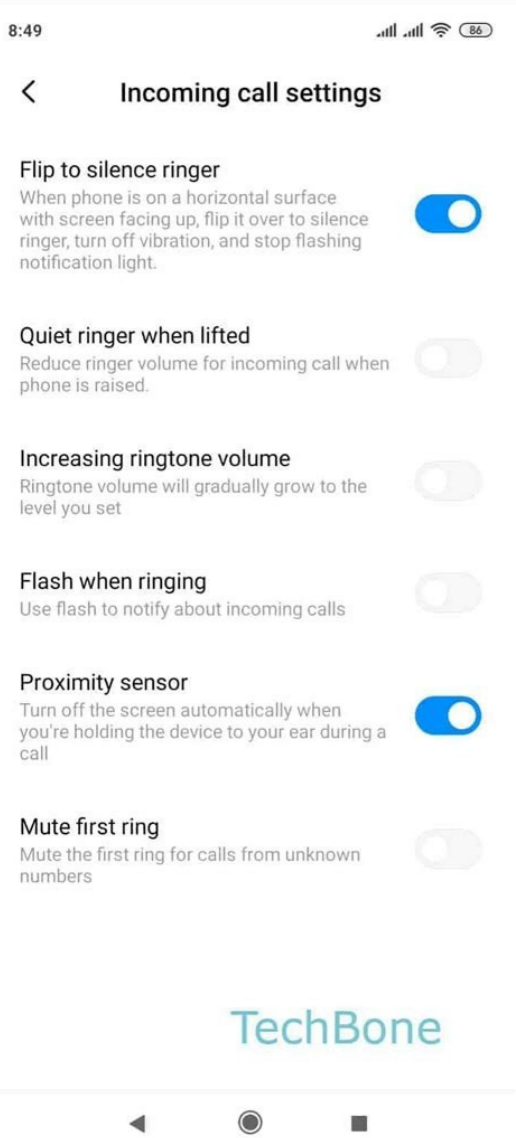 8:49
86
Incoming call settings
Flip to silence ringer
When phone is on a horizontal surface
with screen facing up, flip it over to silence
ringer, turn off vibration, and stop flashing
notification light.
Quiet ringer when lifted
Reduce ringer volume for incoming call when
phone is raised.
Increasing ringtone volume
Ringtone volume will gradually grow to the
level you set
Flash when ringing
Use flash to notify about incoming calls
Proximity sensor
Turn off the screen automatically when
you're holding the device to your ear during a
call
Mute first ring
Mute the first ring for calls from unknown
numbers
TechBone